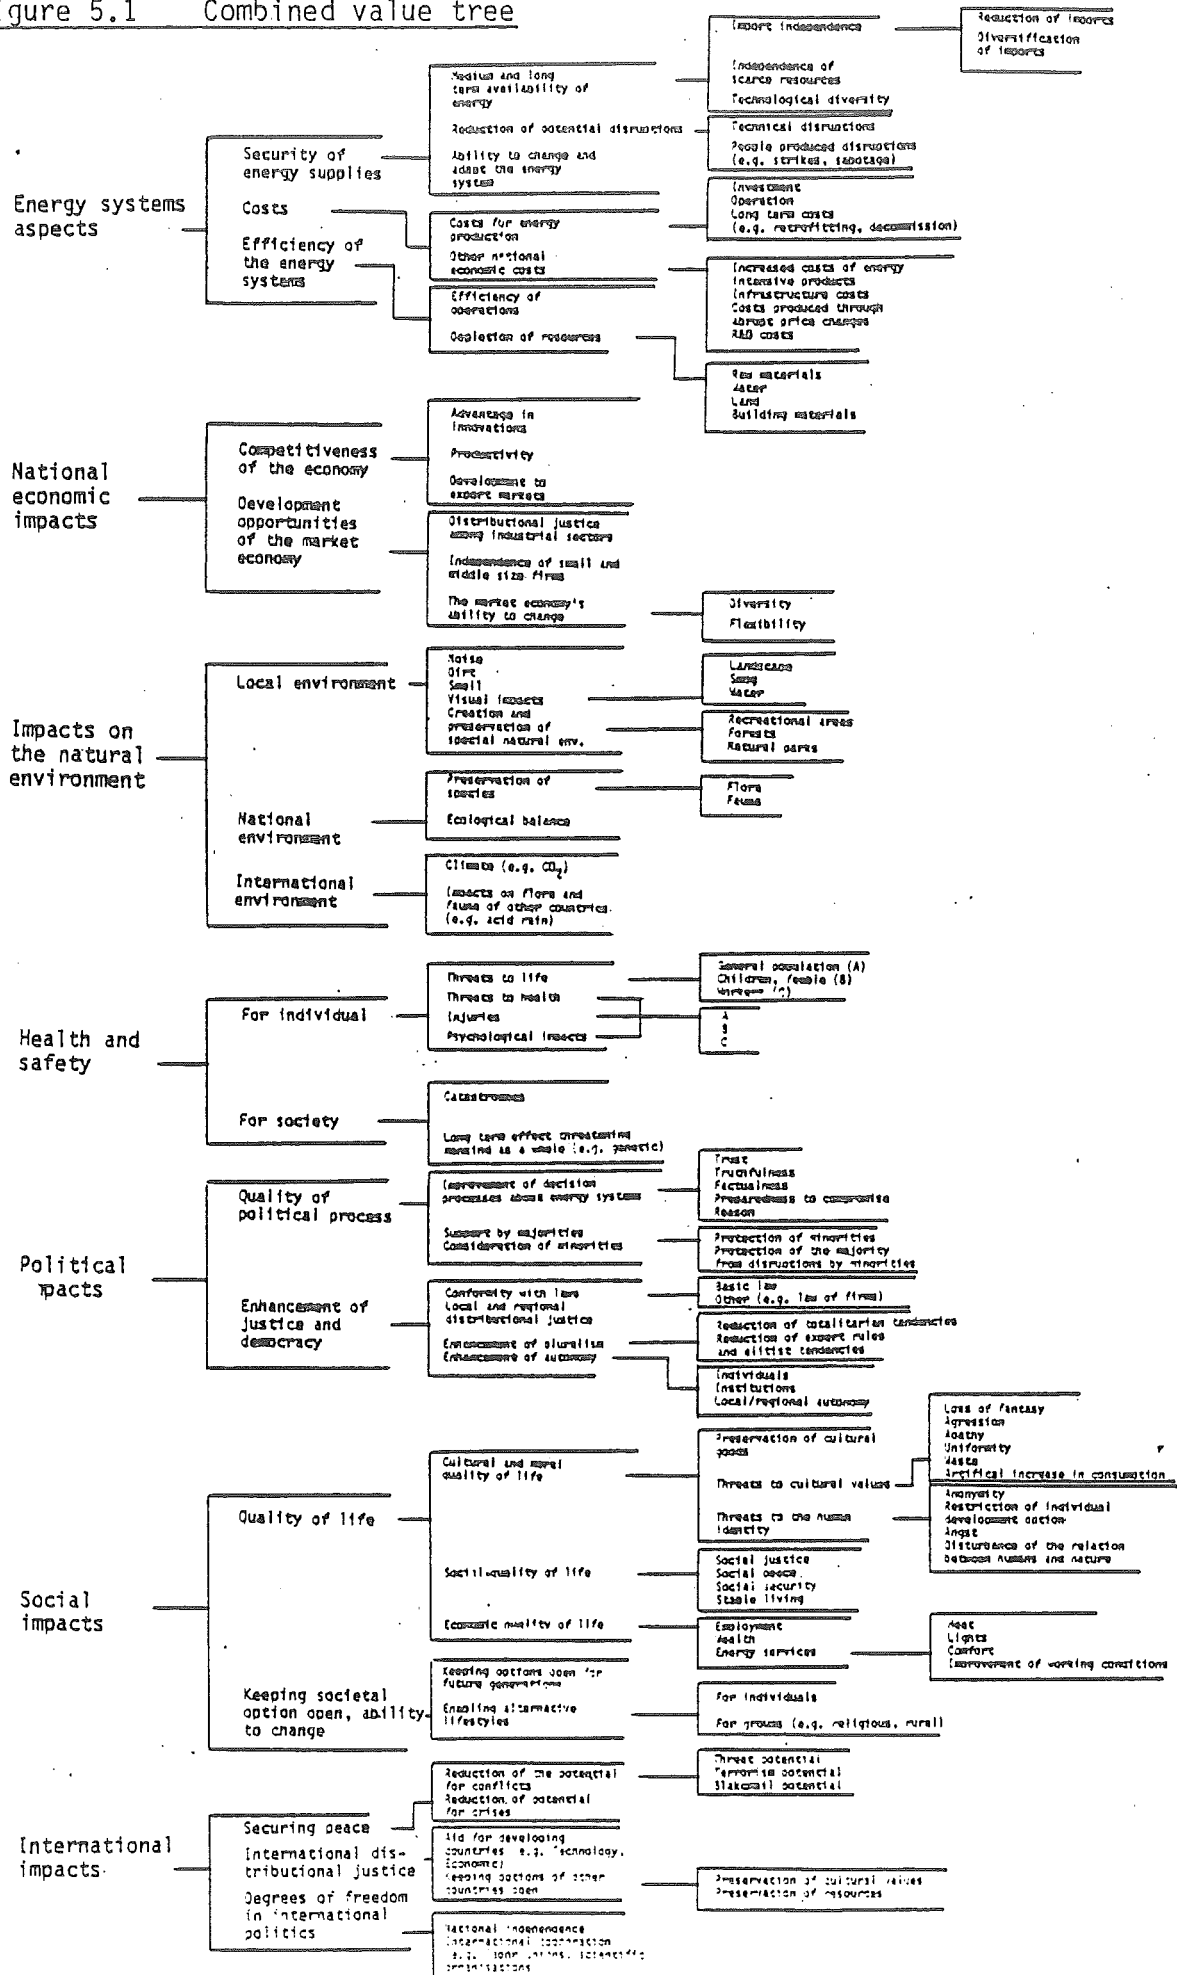 gure 5.1 Combined value tree
Energy systems
aspects
Security of
energy supplies
Costs
Efficiency of
the energy
systems
Medium and long
term availability of
energy
Reduction of potential disruptions
Ability to change and
adapt the energy
system
Import independence
Independence of
scarce resources
Technological diversity
Reduction of imports
Diversification
of imports
Technical disruptions
People produced disruptions
(e.g. strikes, sabotage)
Costs for energy
production
Other national
economic costs
Investment
Operation
Long term costs
(e.g. retrofitting, decomission)
Increased costs of energy
Intensive products
Infrastructure costs
Costs produced through
abrupt price changes
R&D costs
Efficiency of
operations
Depletion of resources
Raw materials
Water
Land
Building materials
National
economic
impacts
Competitiveness
of the economy
Development
opportunities
of the market
economy
Advantage in
innovations
Productivity
Development to
export markets
Distributional justice
among industrial sectors
Independence of small and
middle size firms
The market economy's
ability to change
Diversity
Flexibility
Impacts on
the natural
environment
Local environment
National
environment
International
environment
Noise
Dirt
Smell
Visual impacts
Creation and
preservation of
special natural env.
Landscape
Smog
Water
Recreational areas
Forests
Natural parks
Preservation of
species
Ecological balance
Flora
Fauna
Climate (e.g. CO2)
Impacts on flora and
fauna of other countries
(e.g. acid rain)
Health and
safety
For individual
For society
Threats to life
Threats to health
Injuries
Psychological impacts
General population (A)
Children, female (B)
Workers (C)
A
B
C
Catastrophes
Long term effect threatening
mankind as a whole (e.g. genetic)
Political
pacts
Quality of
political process
Enhancement of
justice and
democracy
Improvement of decision
processes about energy systems
Support by majorities
Consideration of minorities
Trust
Truthfulness
Factualness
Preparedness to compromise
Reason
Protection of minorities
Protection of the majority
from disruptions by minorities
Conformity with laws
Local and regional
distributional justice
Enhancement of pluralism
Enhancement of autonomy
Basic law
Other (e.g. law of firms)
Reduction of totalitarian tendencies
Reduction of expert rules
and elitist tendencies
Individuals
Institutions
Local/regional autonomy
Social
impacts
Quality of life
Keeping societal
option open, ability
to change
Cultural and moral
quality of life
Social quality of life
Economic quality of life
Preservation of cultural
goods
Threats to cultural values
Threats to the human
identity
Loss of fantasy
Agression
Apathy
Uniformity
Waste
Artifical increase in consumation
Anonymity
Restriction of individual
development option
Angst
Disturbance of the relation
between humans and nature
Social justice
Social peace
Social security
Stable living
Employment
Wealth
Energy services
Heat
Lights
Comfort
Improvement of working conditions
Keeping options open for
future generations
Enabling alternative
lifestyles
For individuals
For groups (e.g. religious, rural)
International
impacts
Securing peace
International dis-
tributional justice
Degrees of freedom
in international
politics
Reduction of the potential
for conflicts
Reduction of potential
for crises
Threat potential
Terrorism potential
Blakmail potential
Aid for developing
countries e.g. Technology,
Economic)
Keeping options of other
countries open
Preservation of cultural values
Preservation of resources
National independence
International cooperation
scientific
organisations